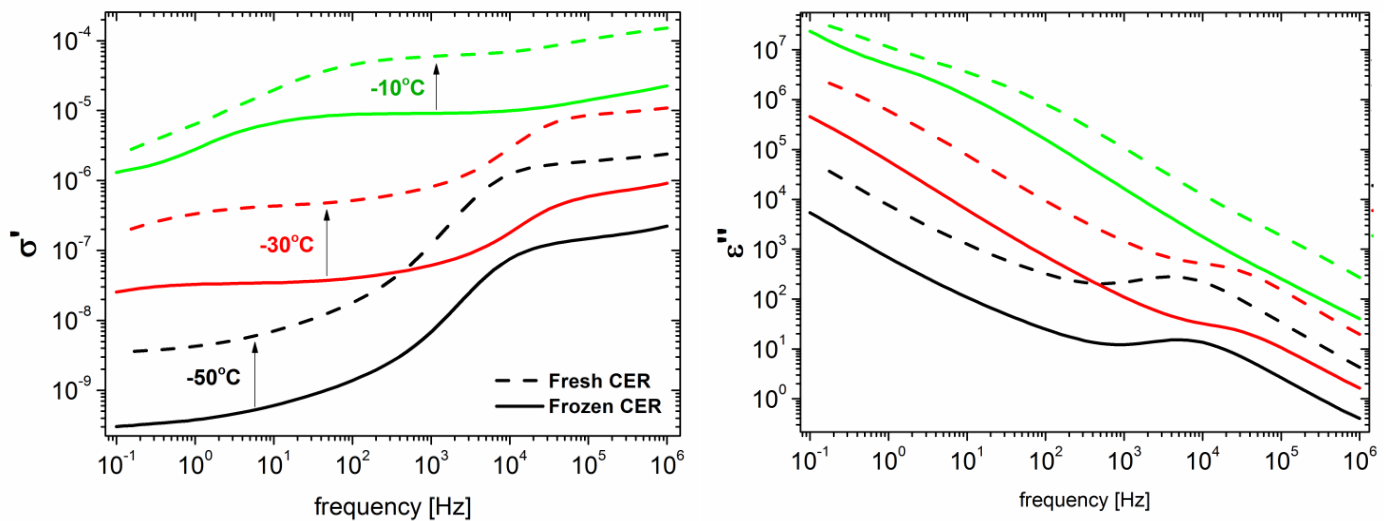 10⁻⁴
10⁻⁵
10⁻⁶
10⁻⁷
10⁻⁸
10⁻⁹
σ'
-10°C
-30°C
-50°C
Fresh CER
Frozen CER
10⁻¹ 10⁰ 10¹ 10² 10³ 10⁴ 10⁵ 10⁶
frequency [Hz]
10⁷
10⁶
10⁵
10⁴
10³
10²
10¹
10⁰
ε''
10⁻¹ 10⁰ 10¹ 10² 10³ 10⁴ 10⁵ 10⁶
frequency [Hz]